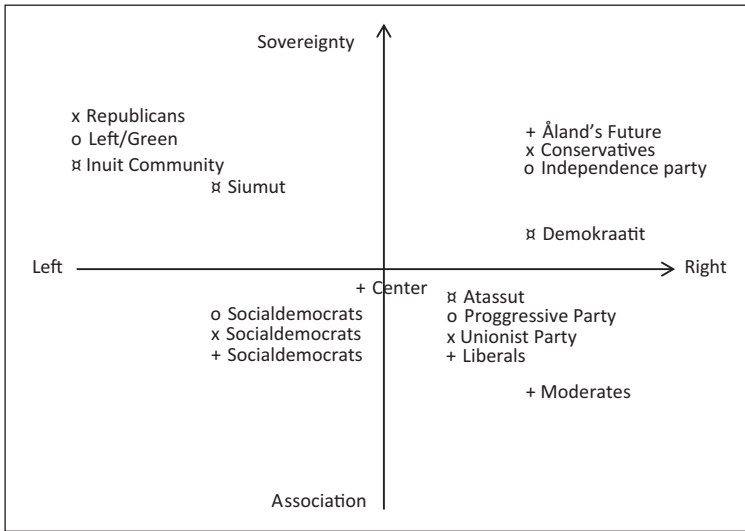 Sovereignty
x Republicans
o Left/Green
¤ Inuit Community
¤ Siumut
+ Åland's Future
x Conservatives
o Independence party
¤ Demokraatit
Left
Right
+ Center
o Socialdemocrats
x Socialdemocrats
+ Socialdemocrats
¤ Atassut
o Proggressive Party
x Unionist Party
+ Liberals
+ Moderates
Association